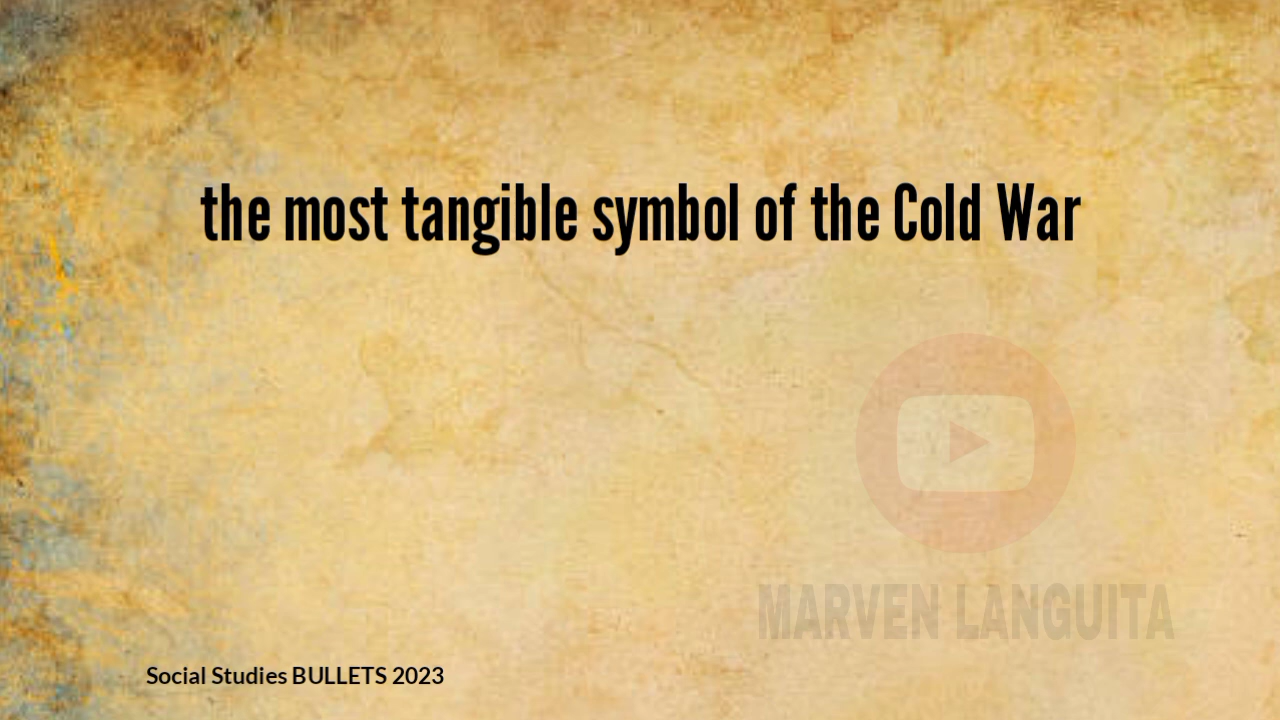 the most tangible symbol of the Cold War
MARVEN LANGUITA
Social Studies BULLETS 2023